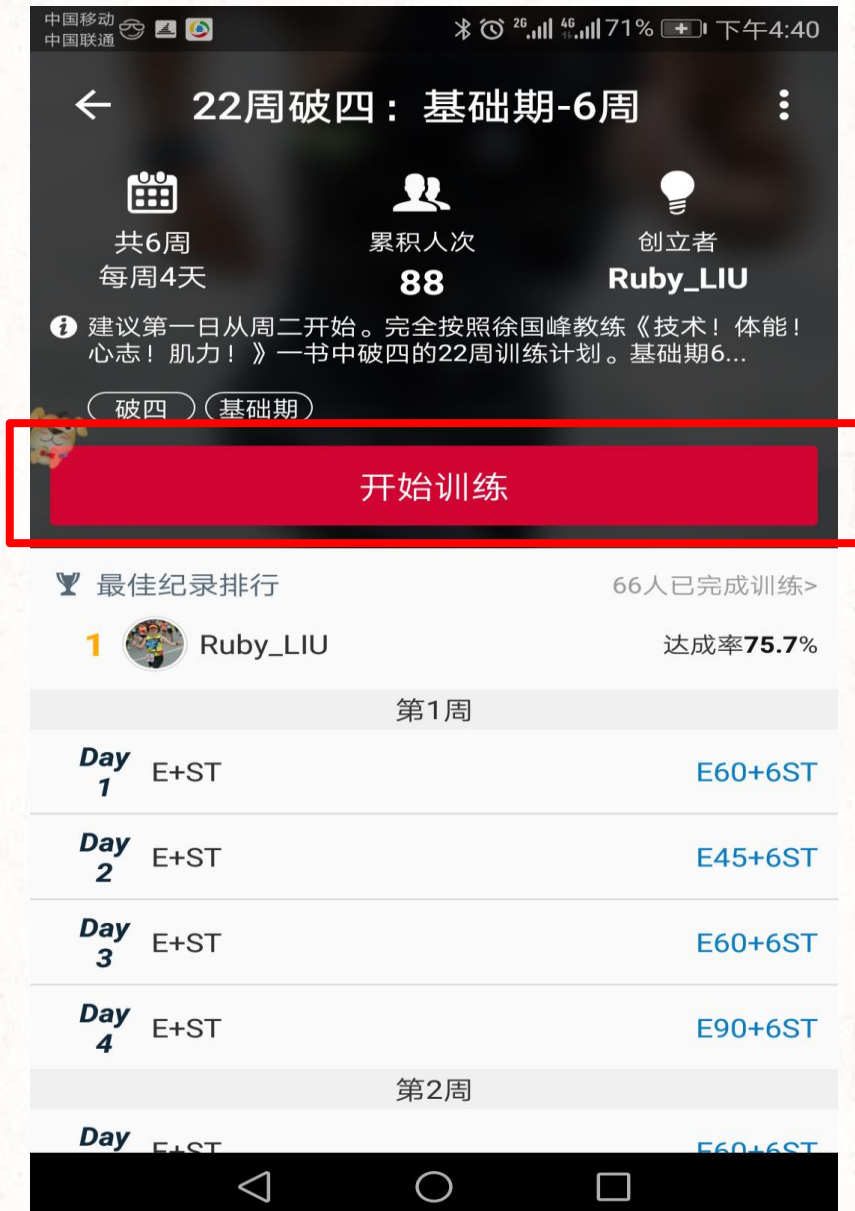 中国移动
中国联通
26 46 71% 下午4:40
22周破四：基础期-6周
共6周
每周4天
累积人次
88
创立者
Ruby_LIU
建议第一日从周二开始。完全按照徐国峰教练《技术！体能！
心志！肌力！》一书中破四的22周训练计划。基础期6...
破四 基础期
开始训练
最佳纪录排行 66人已完成训练>
1 Ruby_LIU 达成率75.7%
第1周
Day 1 E+ST E60+6ST
Day 2 E+ST E45+6ST
Day 3 E+ST E60+6ST
Day 4 E+ST E90+6ST
第2周
Day E+ST E60+6ST